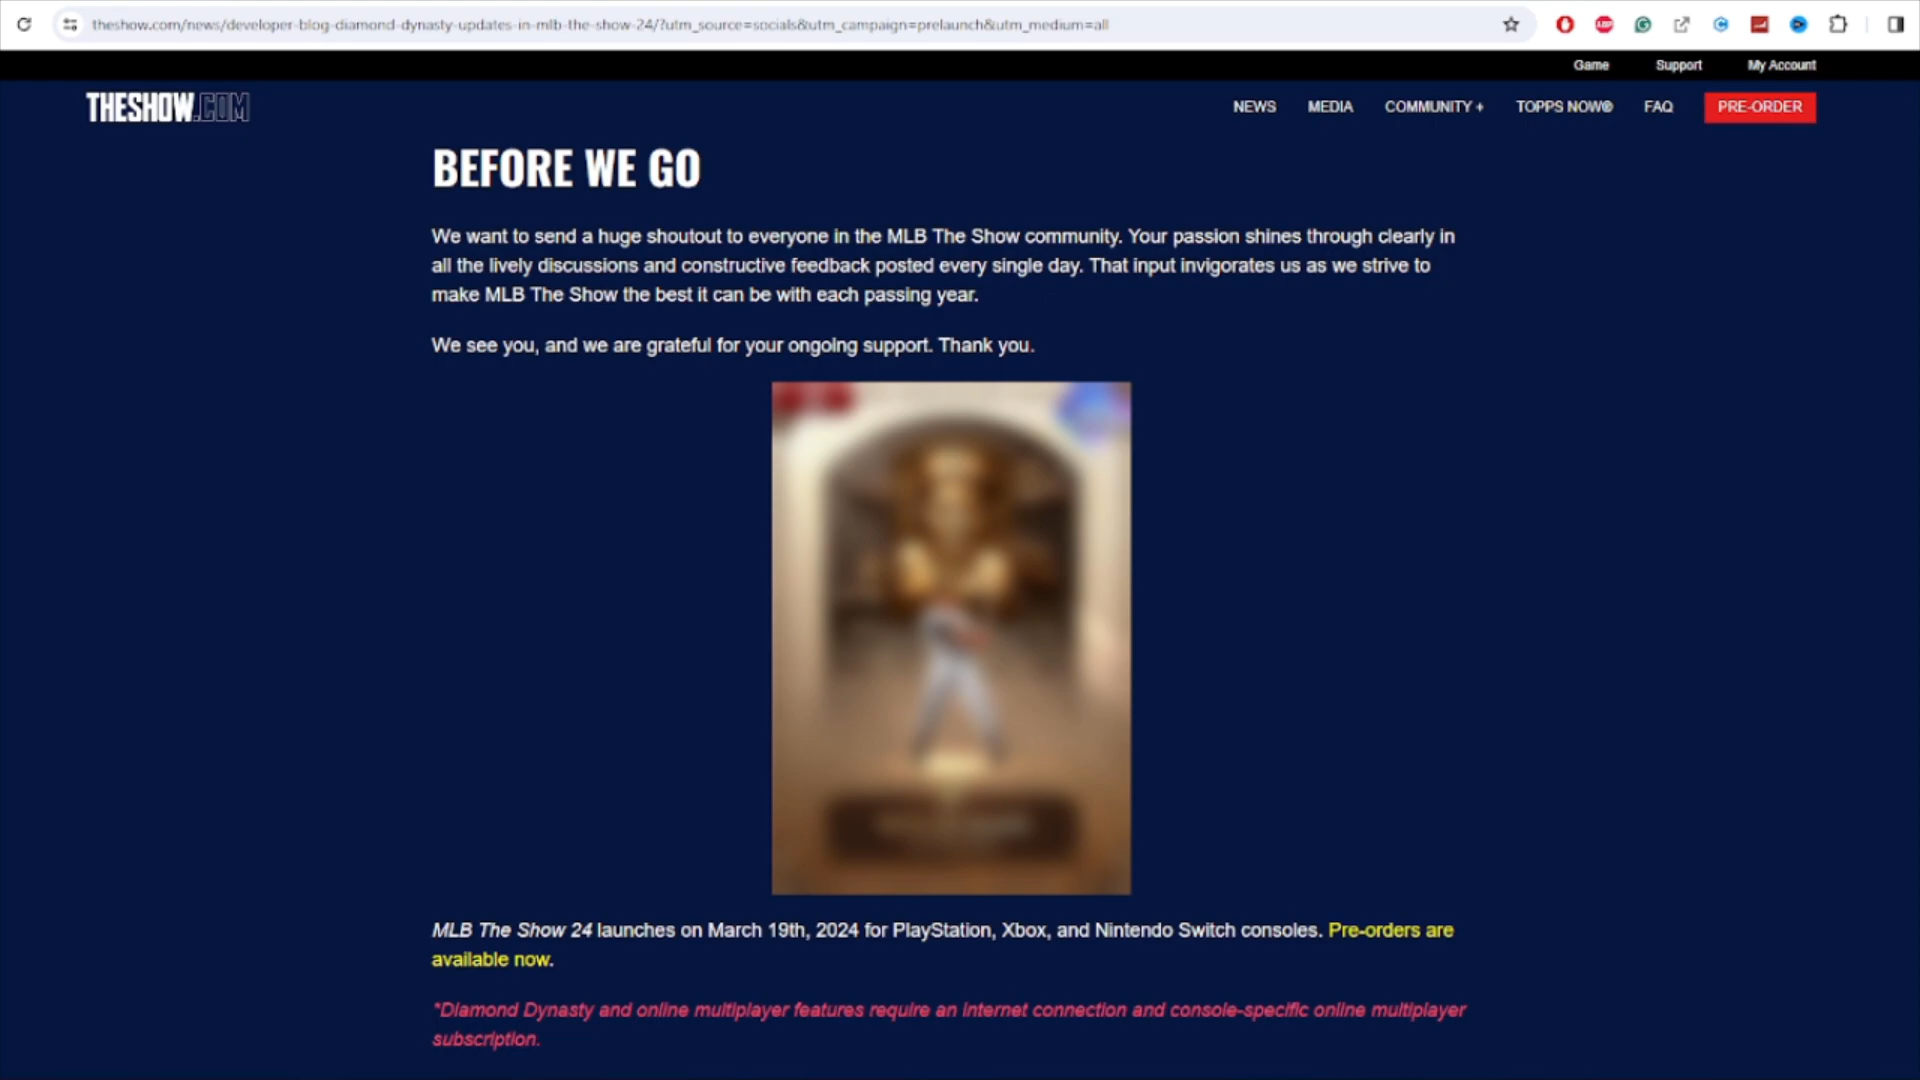 theshow.com/news/developer-blog-diamond-dynasty-updates-in-mlb-the-show-24/?utm_source=socials&utm_campaign=prelaunch&utm_medium=all
Game Support My Account
THESHOW.COM NEWS MEDIA COMMUNITY + TOPPS NOW® FAQ PRE-ORDER
BEFORE WE GO
We want to send a huge shoutout to everyone in the MLB The Show community. Your passion shines through clearly in
all the lively discussions and constructive feedback posted every single day. That input invigorates us as we strive to
make MLB The Show the best it can be with each passing year.
We see you, and we are grateful for your ongoing support. Thank you.
MLB The Show 24 launches on March 19th, 2024 for PlayStation, Xbox, and Nintendo Switch consoles. Pre-orders are
available now.
*Diamond Dynasty and online multiplayer features require an internet connection and console-specific online multiplayer
subscription.